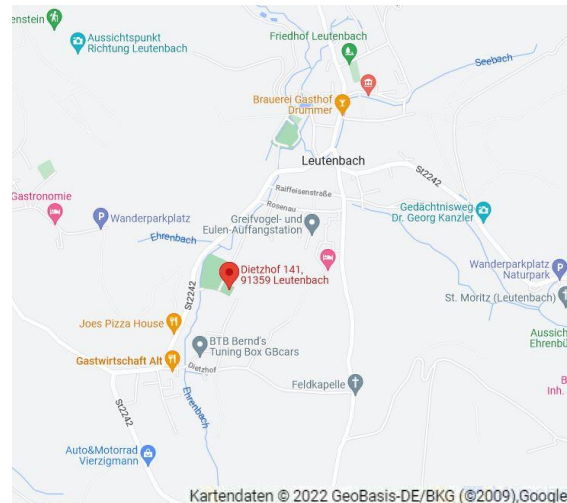 enstein
Aussichtspunkt
Richtung Leutenbach
Friedhof Leutenbach
Seebach
Brauerei Gasthof
Drummer
Leutenbach
St2242
Raiffeisenstraße
Rosenau
Gedächtnisweg
Dr. Georg Kanzler
Gastronomie
Wanderparkplatz
Greifvogel- und
Eulen-Auffangstation
Ehrenbach
Wanderparkplatz
Naturpark
Dietzhof 141,
91359 Leutenbach
St. Moritz (Leutenbach)
St2242
Joes Pizza House
Aussich
Ehrenbü
BTB Bernd's
Tuning Box GBcars
Gastwirtschaft Alt
Dietzhof
Feldkapelle
B
Inh.
St2242
Ehrenbach
Auto&Motorrad
Vierzigmann
Kartendaten © 2022 GeoBasis-DE/BKG (©2009),Google